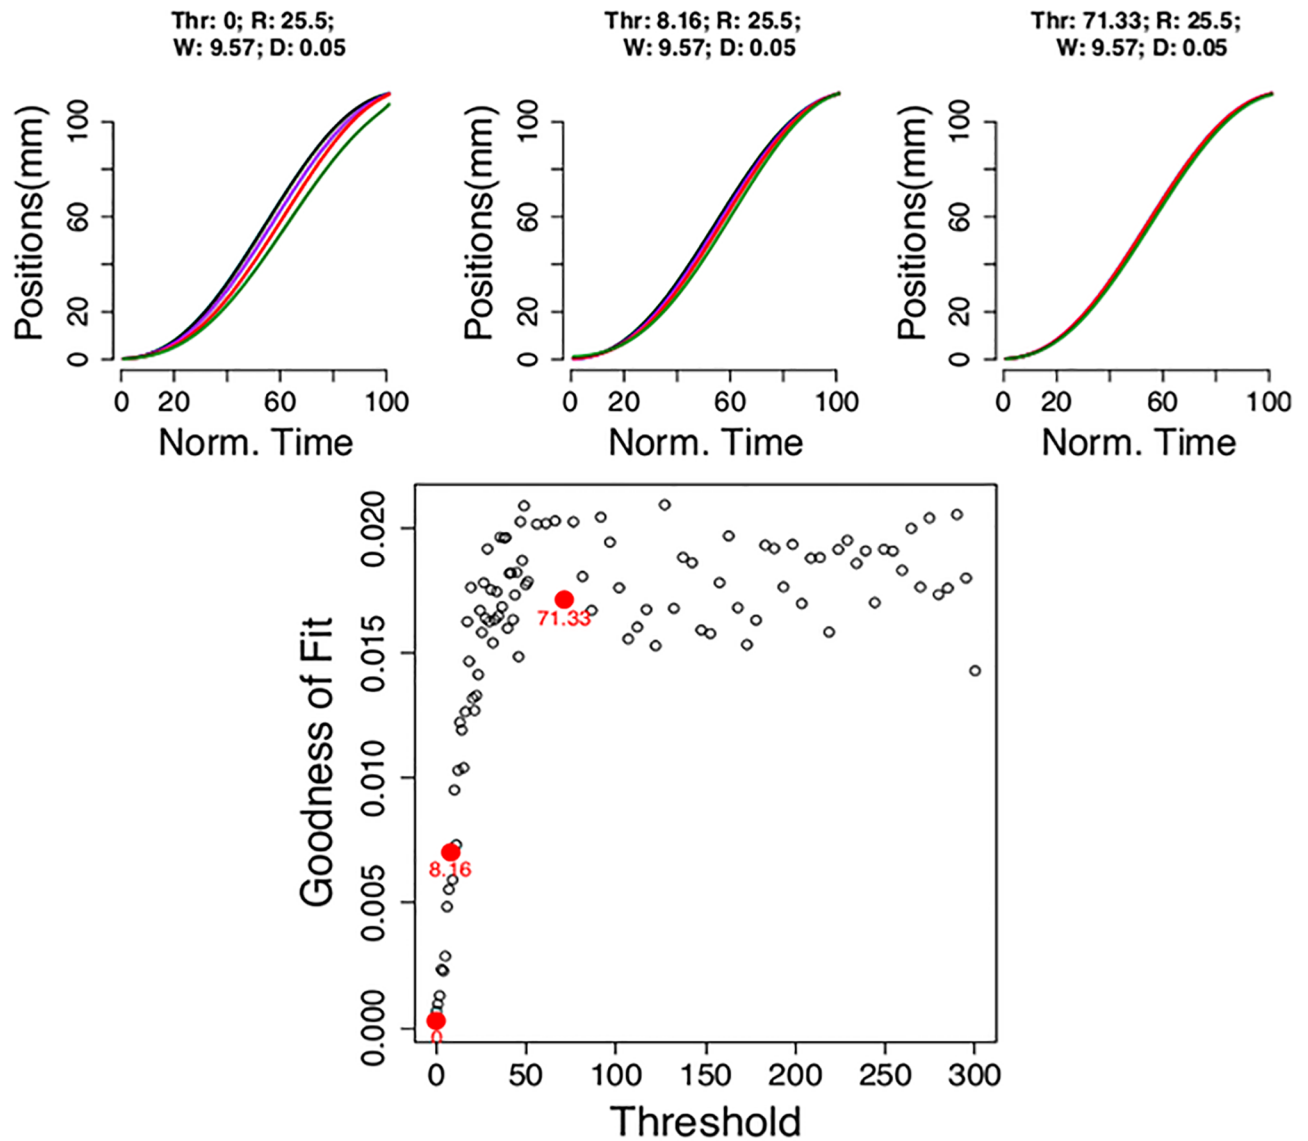 Thr: 0; R: 25.5;
W: 9.57; D: 0.05
Thr: 8.16; R: 25.5;
W: 9.57; D: 0.05
Thr: 71.33; R: 25.5;
W: 9.57; D: 0.05
Positions(mm)
100
60
20
0
0 20 60 100
Norm. Time
Positions(mm)
100
60
20
0
0 20 60 100
Norm. Time
Positions(mm)
100
60
20
0
0 20 60 100
Norm. Time
Goodness of Fit
0.020
0.015
0.010
0.005
0.000
71.33
8.16
0
0 50 100 150 200 250 300
Threshold